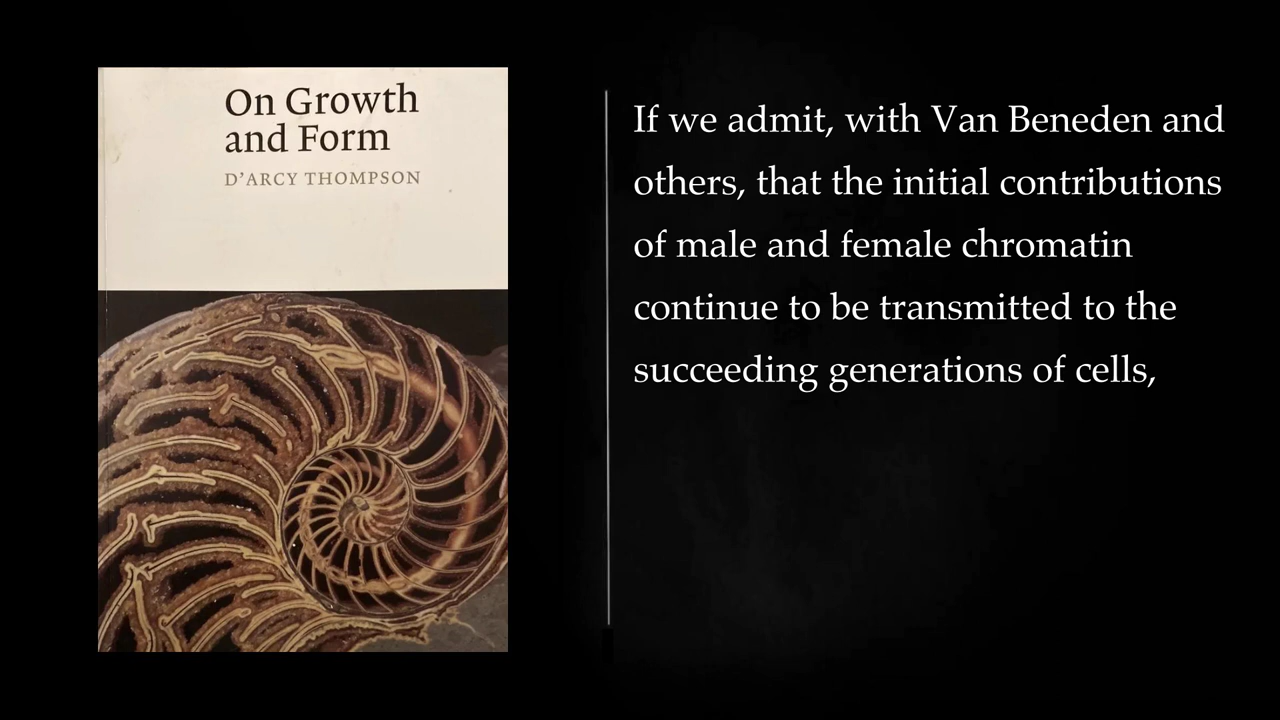 On Growth
and Form
D'ARCY THOMPSON
If we admit, with Van Beneden and
others, that the initial contributions
of male and female chromatin
continue to be transmitted to the
succeeding generations of cells,